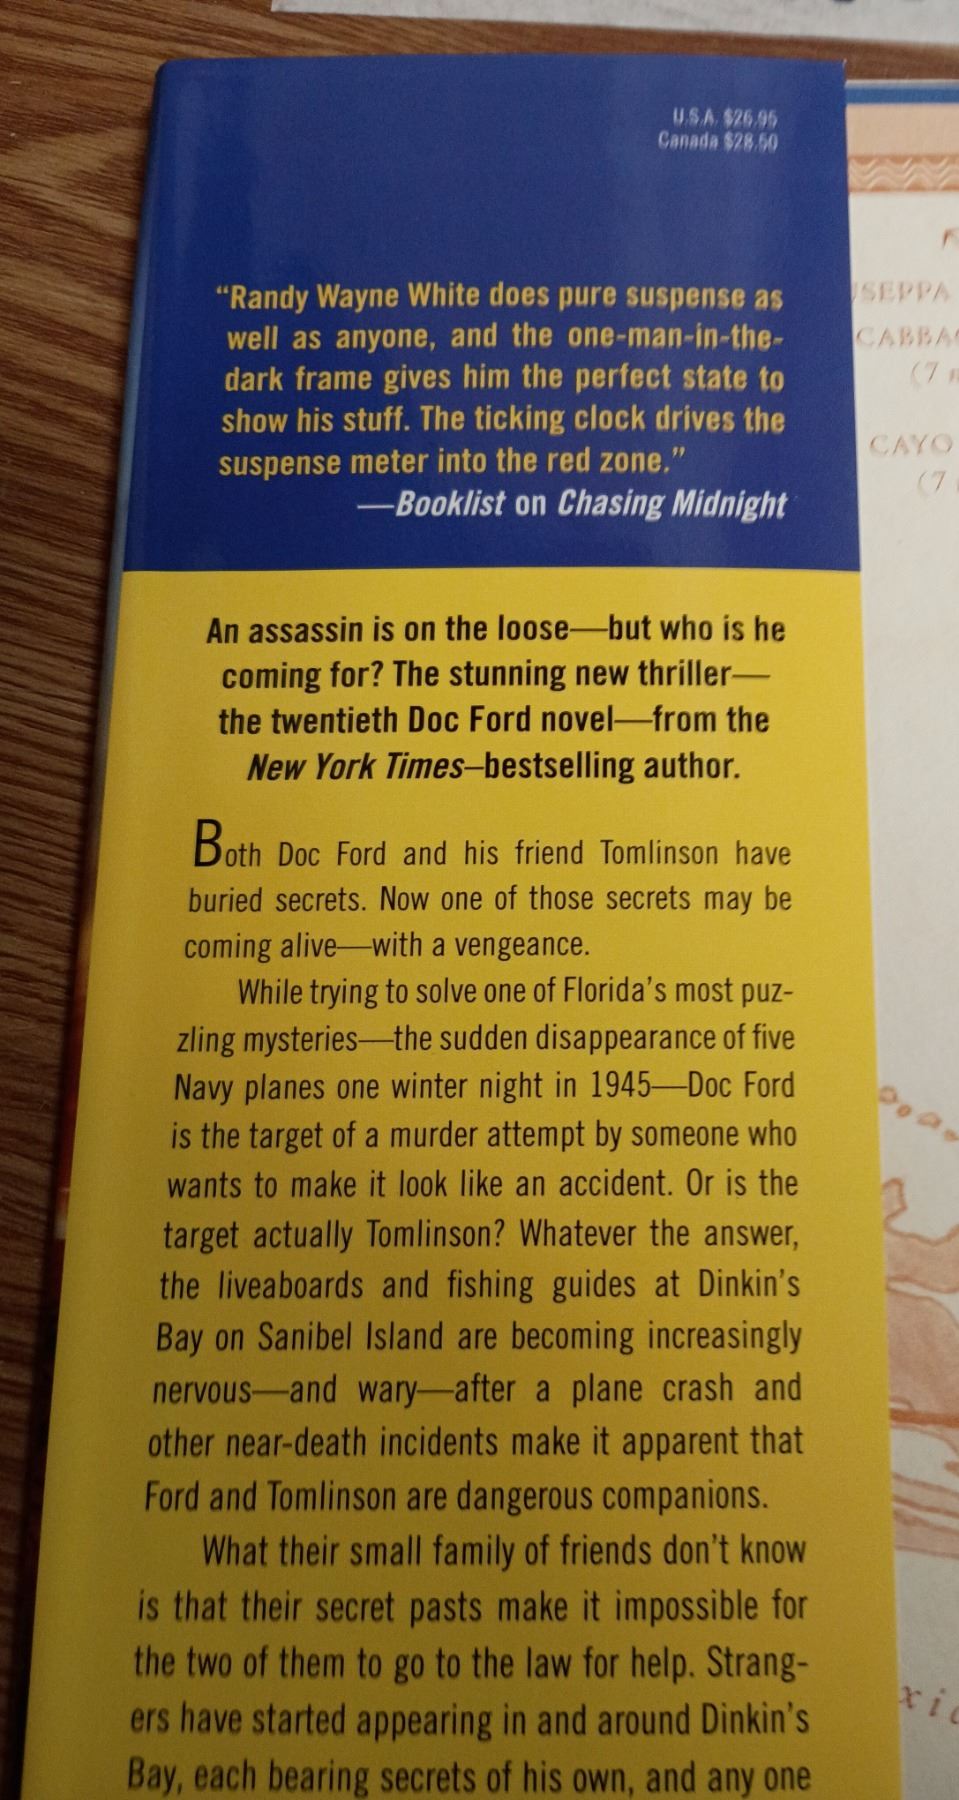 U.S.A. $26.95
Canada $28.50
“Randy Wayne White does pure suspense as
well as anyone, and the one-man-in-the-
dark frame gives him the perfect state to
show his stuff. The ticking clock drives the
suspense meter into the red zone.”
—Booklist on Chasing Midnight
An assassin is on the loose—but who is he
coming for? The stunning new thriller—
the twentieth Doc Ford novel—from the
New York Times–bestselling author.
Both Doc Ford and his friend Tomlinson have
buried secrets. Now one of those secrets may be
coming alive—with a vengeance.
While trying to solve one of Florida’s most puz-
zling mysteries—the sudden disappearance of five
Navy planes one winter night in 1945—Doc Ford
is the target of a murder attempt by someone who
wants to make it look like an accident. Or is the
target actually Tomlinson? Whatever the answer,
the liveaboards and fishing guides at Dinkin’s
Bay on Sanibel Island are becoming increasingly
nervous—and wary—after a plane crash and
other near-death incidents make it apparent that
Ford and Tomlinson are dangerous companions.
What their small family of friends don’t know
is that their secret pasts make it impossible for
the two of them to go to the law for help. Strang-
ers have started appearing in and around Dinkin’s
Bay, each bearing secrets of his own, and any one
CAYO
(7